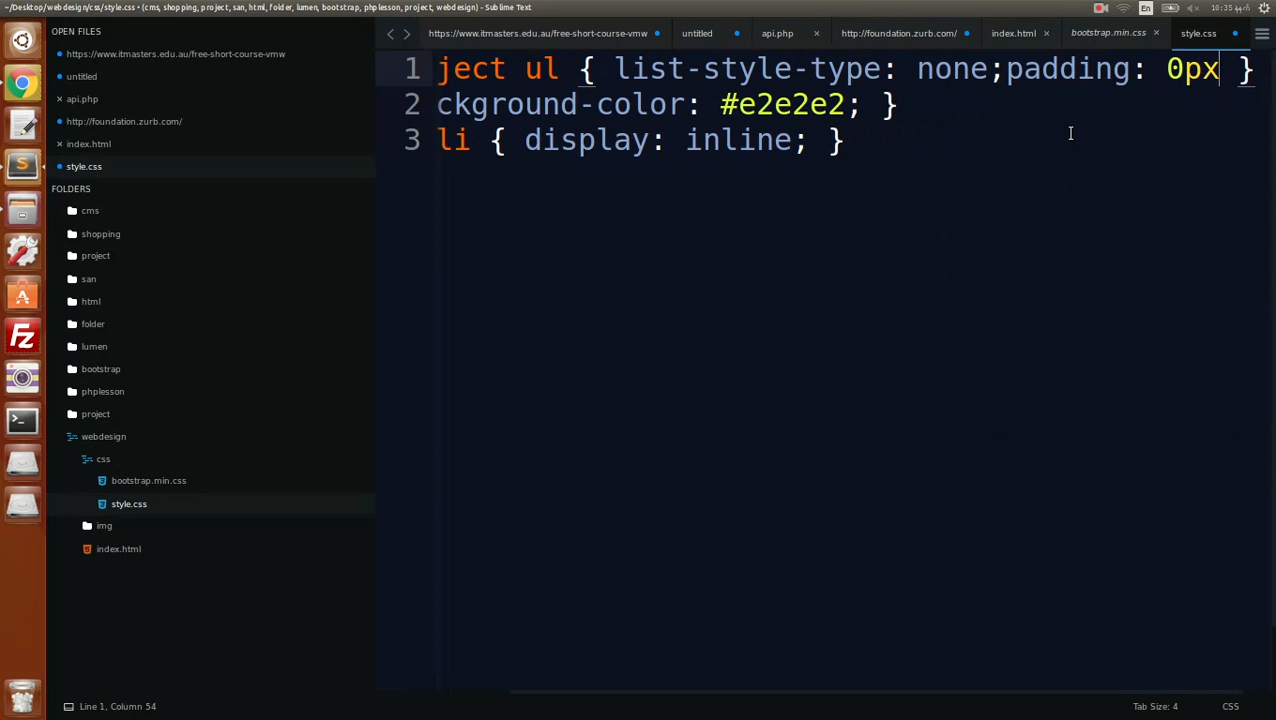 ~/Desktop/webdesign/css/style.css • (cms, shopping, project, san, html, folder, lumen, bootstrap, phplesson, project, webdesign) - Sublime Text
En
OPEN FILES
https://www.itmasters.edu.au/free-short-course-vmw
untitled
api.php
http://foundation.zurb.com/
index.html
style.css
FOLDERS
cms
shopping
project
san
html
folder
lumen
bootstrap
phplesson
project
webdesign
css
bootstrap.min.css
style.css
img
index.html
https://www.itmasters.edu.au/free-short-course-vmw
untitled
api.php
http://foundation.zurb.com/
index.html
bootstrap.min.css
style.css
1 ject ul { list-style-type: none;padding: 0px }
2 ckground-color: #e2e2e2; }
3 li { display: inline; }
Line 1, Column 54
Tab Size: 4
CSS